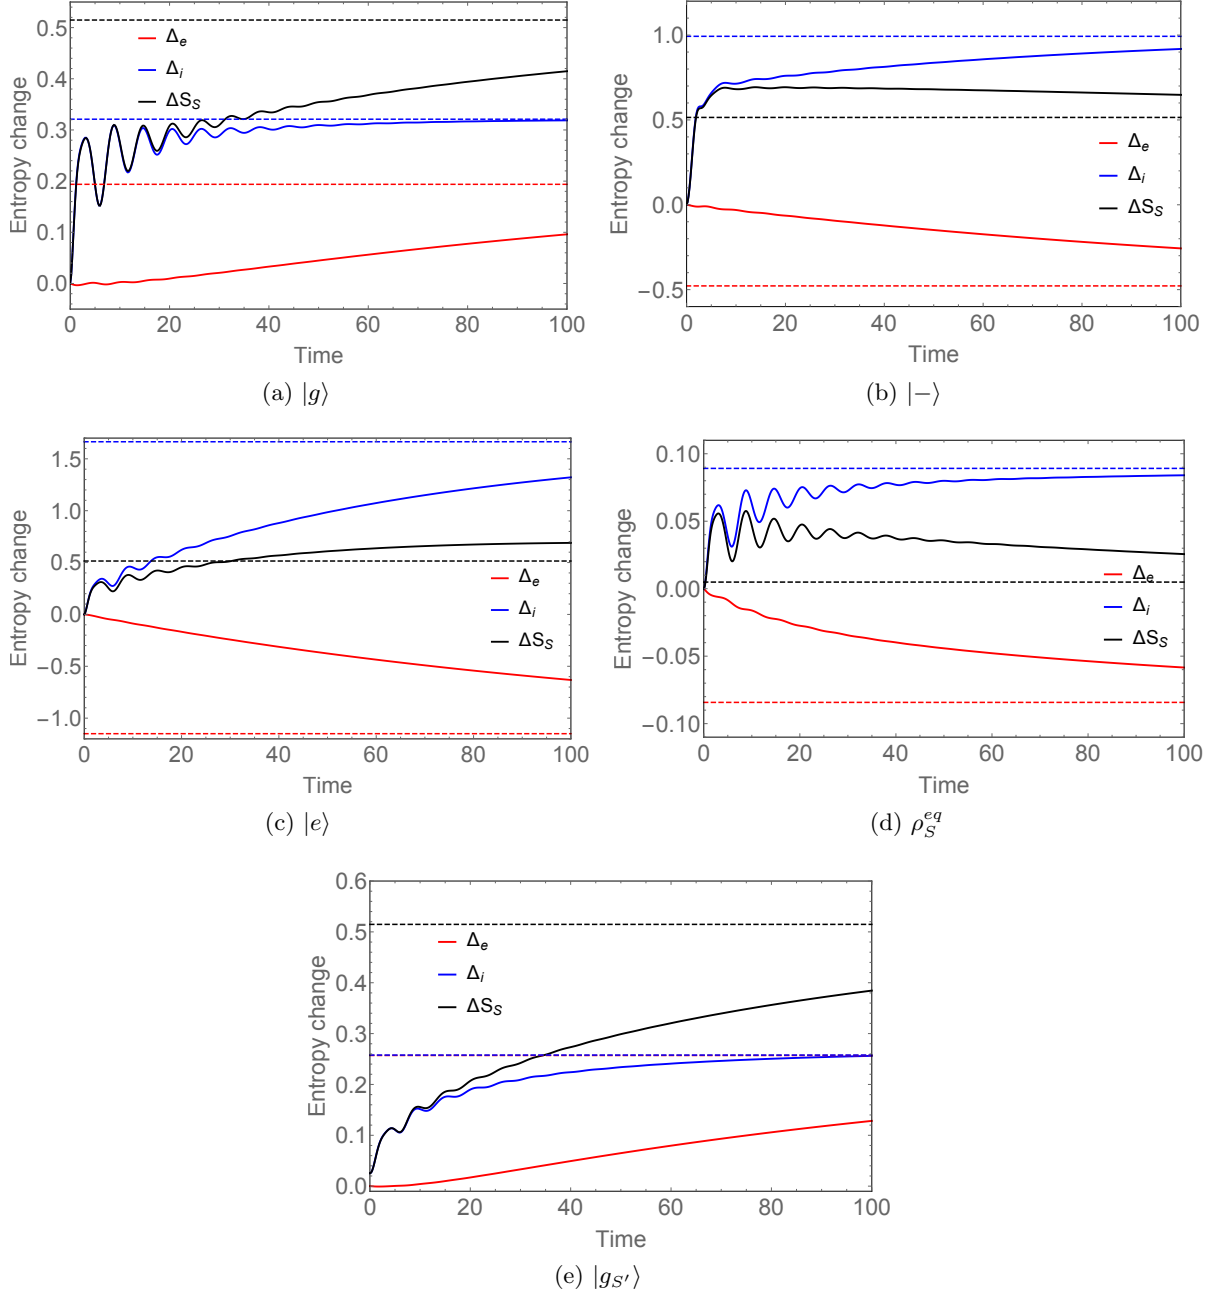 0.5
0.4
0.3
0.2
0.1
0.0
Entropy change
Δe
Δi
ΔSS
0 20 40 60 80 100
Time
(a) |g⟩
1.0
0.5
0.0
−0.5
Entropy change
Δe
Δi
ΔSS
0 20 40 60 80 100
Time
(b) |−⟩
1.5
1.0
0.5
0.0
−0.5
−1.0
Entropy change
Δe
Δi
ΔSS
0 20 40 60 80 100
Time
(c) |e⟩
0.10
0.05
0.00
−0.05
−0.10
Entropy change
Δe
Δi
ΔSS
0 20 40 60 80 100
Time
(d) ρSeq
0.6
0.5
0.4
0.3
0.2
0.1
0.0
Entropy change
Δe
Δi
ΔSS
0 20 40 60 80 100
Time
(e) |gS′⟩